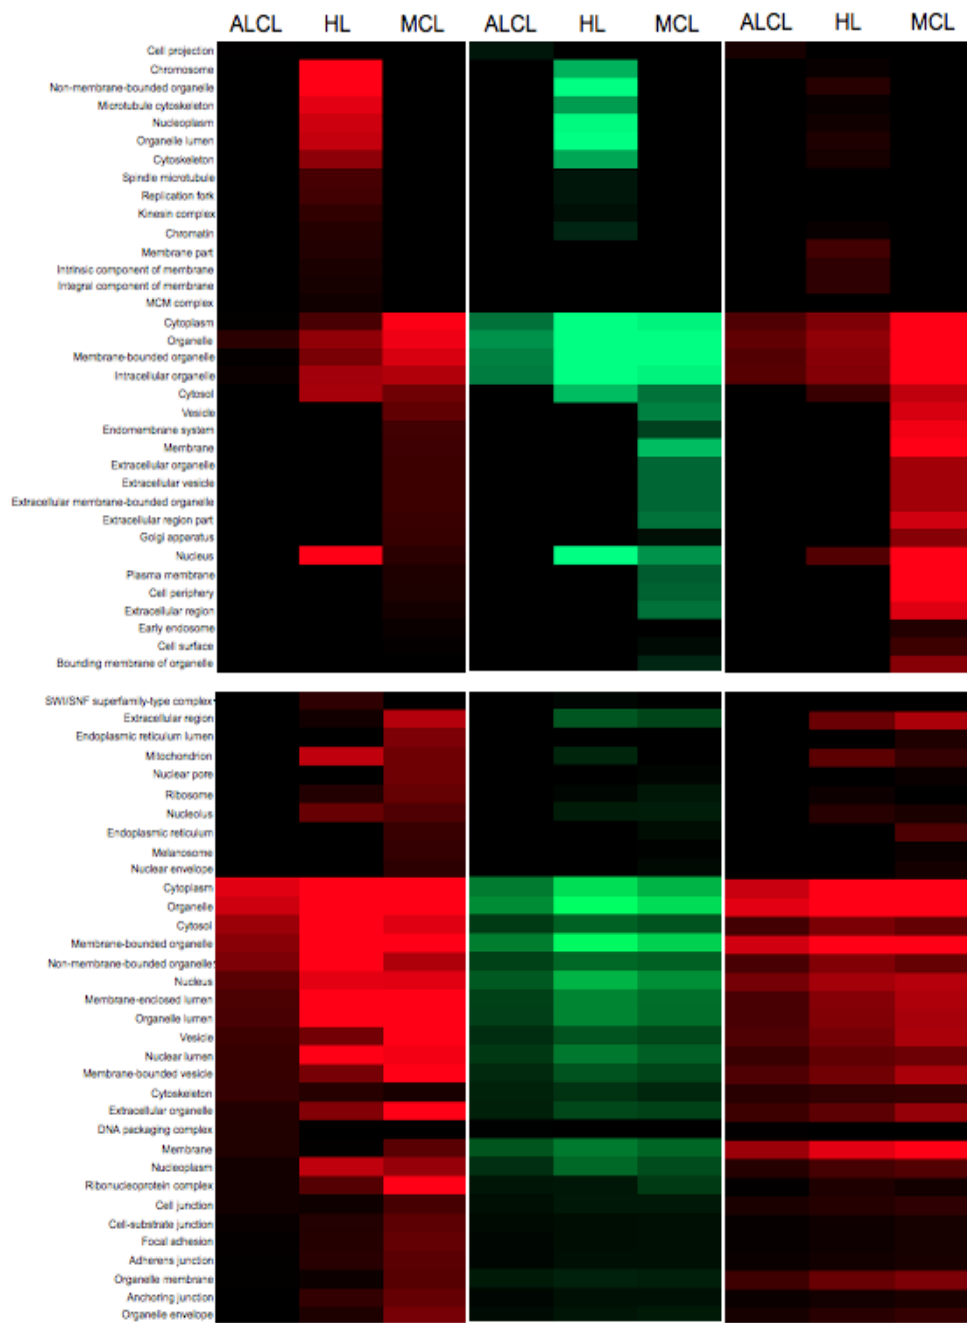 ALCL HL MCL ALCL HL MCL ALCL HL MCL
Cell projection
Chromosome
Non-membrane-bounded organelle
Microtubule cytoskeleton
Nucleoplasm
Organelle lumen
Cytoskeleton
Spindle microtubule
Replication fork
Kinesin complex
Chromatin
Membrane part
Intrinsic component of membrane
Integral component of membrane
MCM complex
Cytoplasm
Organelle
Membrane-bounded organelle
Intracellular organelle
Cytosol
Vesicle
Endomembrane system
Membrane
Extracellular organelle
Extracellular vesicle
Extracellular membrane-bounded organelle
Extracellular region part
Golgi apparatus
Nucleus
Plasma membrane
Cell periphery
Extracellular region
Early endosome
Cell surface
Bounding membrane of organelle
SWI/SNF superfamily-type complex
Extracellular region
Endoplasmic reticulum lumen
Mitochondrion
Nuclear pore
Ribosome
Nucleolus
Endoplasmic reticulum
Melanosome
Nuclear envelope
Cytoplasm
Organelle
Cytosol
Membrane-bounded organelle
Non-membrane-bounded organelle
Nucleus
Membrane-enclosed lumen
Organelle lumen
Vesicle
Nuclear lumen
Membrane-bounded vesicle
Cytoskeleton
Extracellular organelle
DNA packaging complex
Membrane
Nucleoplasm
Ribonucleoprotein complex
Cell junction
Cell-substrate junction
Focal adhesion
Adherens junction
Organelle membrane
Anchoring junction
Organelle envelope